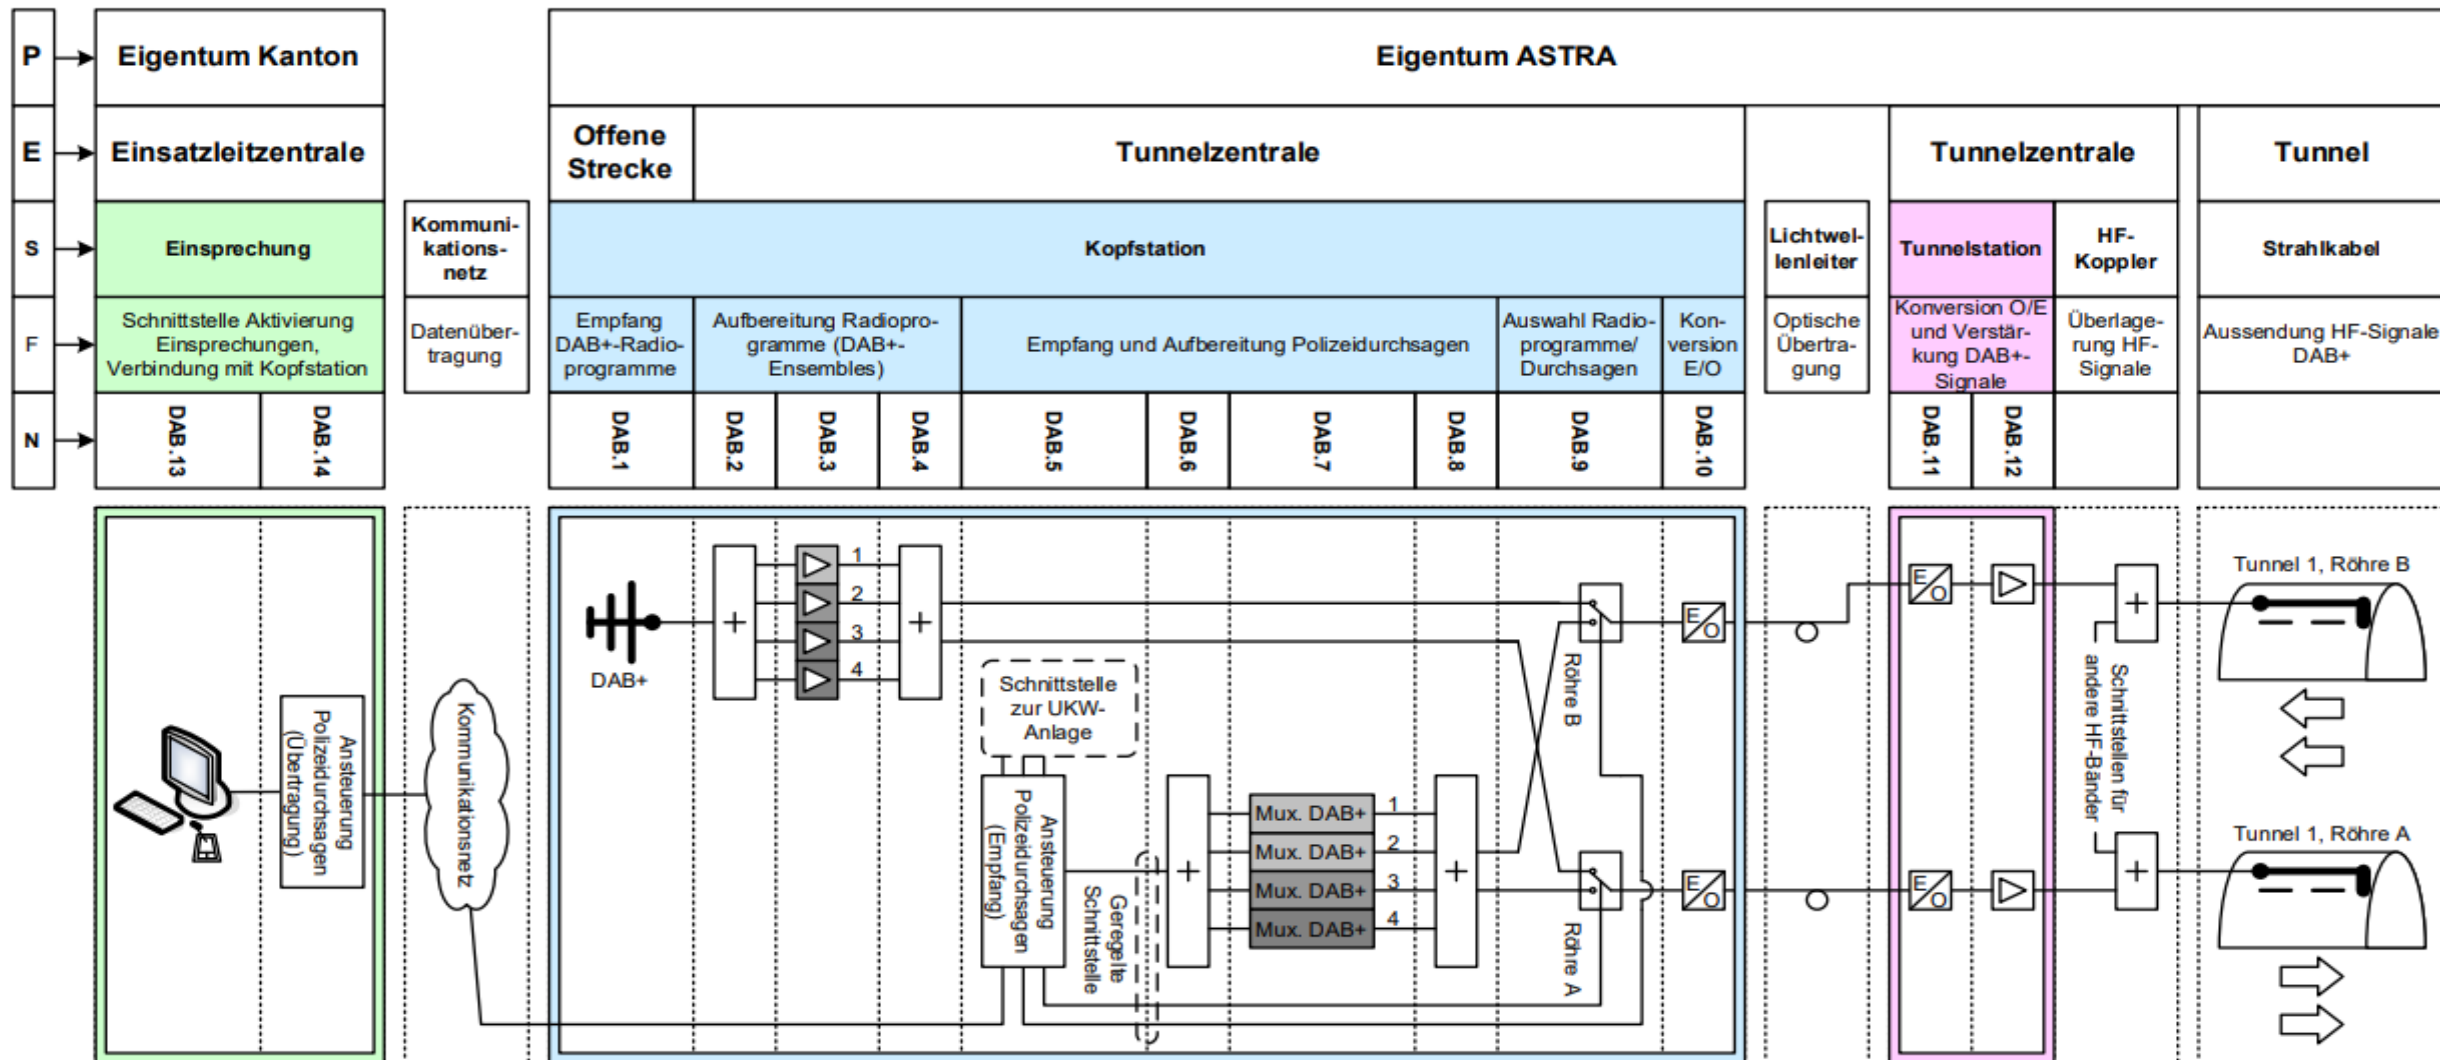 P
Eigentum Kanton
Eigentum ASTRA
E
Einsatzleitzentrale
Offene
Strecke
Tunnelzentrale
Tunnelzentrale
Tunnel
S
Einsprechung
Kommuni-
kations-
netz
Kopfstation
Lichtwel-
lenleiter
Tunnelstation
HF-
Koppler
Strahlkabel
F
Schnittstelle Aktivierung
Einsprechungen,
Verbindung mit Kopfstation
Datenüber-
tragung
Empfang
DAB+-Radio-
programme
Aufbereitung Radiopro-
gramme (DAB+-
Ensembles)
Empfang und Aufbereitung Polizeidurchsagen
Auswahl Radio-
programme/
Durchsagen
Kon-
version
E/O
Optische
Übertra-
gung
Konversion O/E
und Verstär-
kung DAB+-
Signale
Überlage-
rung HF-
Signale
Aussendung HF-Signale
DAB+
N
DAB.13
DAB.14
DAB.1
DAB.2
DAB.3
DAB.4
DAB.5
DAB.6
DAB.7
DAB.8
DAB.9
DAB.10
DAB.11
DAB.12
Ansteuerung
Polizeidurchsagen
(Übertragung)
Kommunikationsnetz
DAB+
+
1
2
3
4
+
Schnittstelle
zur UKW-
Anlage
Ansteuerung
Polizeidurchsagen
(Empfang)
Geregelte
Schnittstelle
+
Mux. DAB+
Mux. DAB+
Mux. DAB+
Mux. DAB+
1
2
3
4
+
Röhre B
Röhre A
E/O
E/O
E/O
E/O
+
+
Schnittstellen für
andere HF-Bänder
Tunnel 1, Röhre B
Tunnel 1, Röhre A